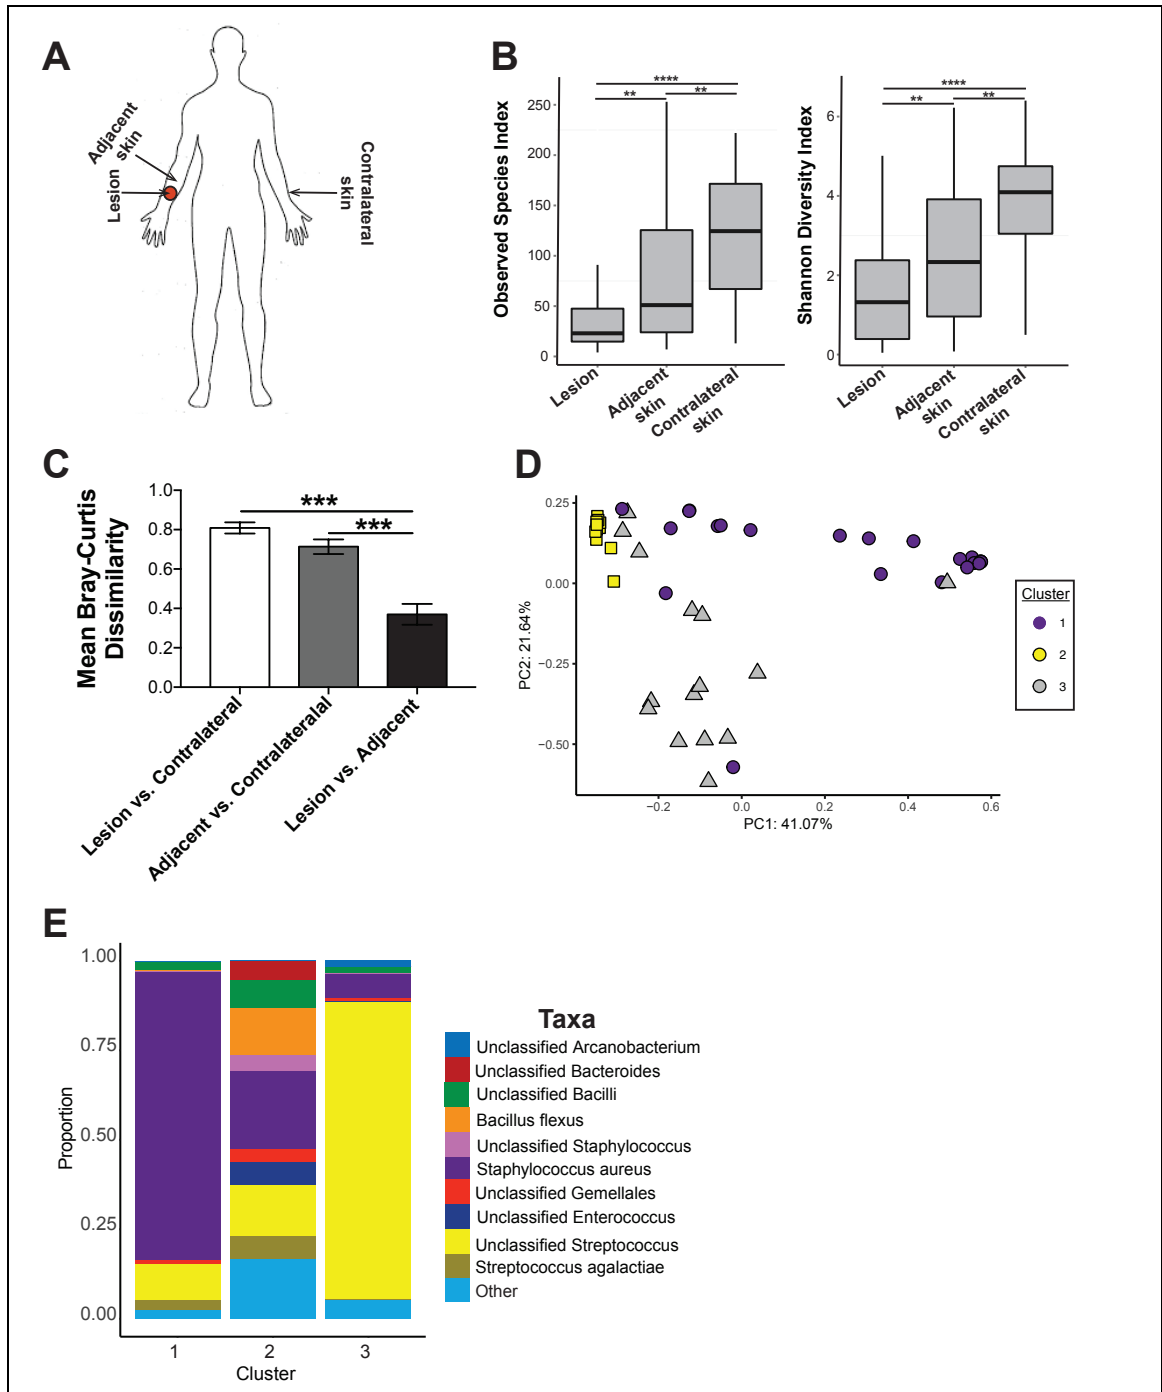 A
Adjacent
skin
Lesion
Contralateral
skin
B
Observed Species Index
250
200
150
100
50
0
****
**
**
Lesion
Adjacent
skin
Contralateral
skin
Shannon Diversity Index
6
4
2
0
****
**
**
Lesion
Adjacent
skin
Contralateral
skin
C
Mean Bray-Curtis
Dissimilarity
1.0
0.8
0.6
0.4
0.2
0.0
***
***
Lesion vs. Contralateral
Adjacent vs. Contralateralal
Lesion vs. Adjacent
D
PC2: 21.64%
0.25
0.00
−0.25
−0.50
−0.2
0.0
0.2
0.4
0.6
PC1: 41.07%
Cluster
1
2
3
E
Proportion
1.00
0.75
0.50
0.25
0.00
1
2
3
Cluster
Taxa
Unclassified Arcanobacterium
Unclassified Bacteroides
Unclassified Bacilli
Bacillus flexus
Unclassified Staphylococcus
Staphylococcus aureus
Unclassified Gemellales
Unclassified Enterococcus
Unclassified Streptococcus
Streptococcus agalactiae
Other